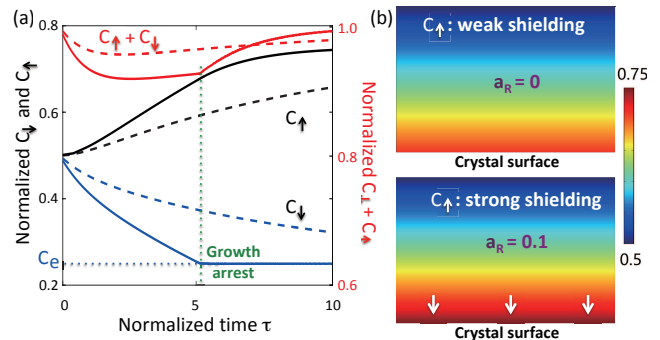 (a)
0.8
0.6
0.4
Cₑ
0.2
Normalized C↓ and C↑
C↑ + C↓
C↑
C↓
Growth
arrest
0
5
10
Normalized time τ
1.0
0.8
0.6
Normalized C↓ + C↑
(b)
C↑: weak shielding
a_R = 0
Crystal surface
C↑: strong shielding
a_R = 0.1
Crystal surface
0.75
0.5